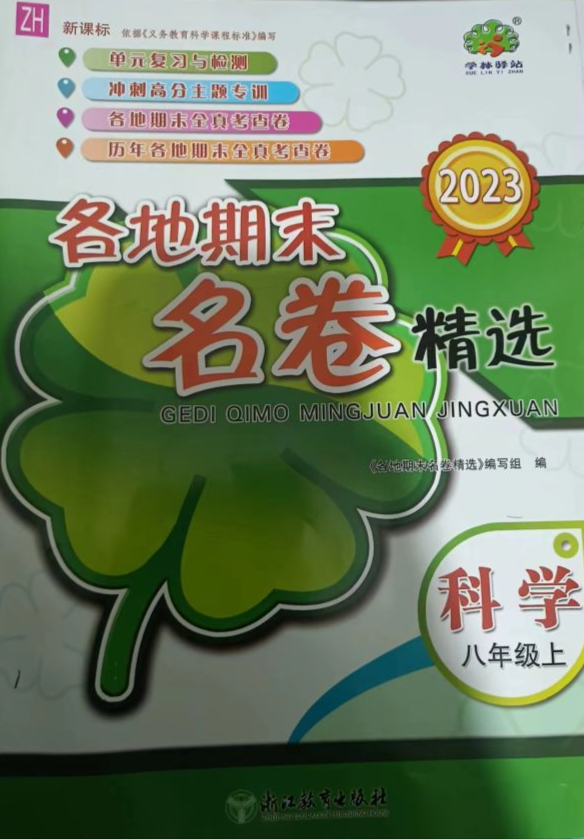 ZH
新课标 依据《义务教育科学课程标准》编写
学林驿站
XUE LIN YI ZHAN
单元复习与检测
冲刺高分主题专训
各地期末全真考查卷
历年各地期末全真考查卷
2023
各地期末
名卷精选
GEDI QIMO MINGJUAN JINGXUAN
《各地期末名卷精选》编写组 编
科学
八年级上
浙江教育出版社